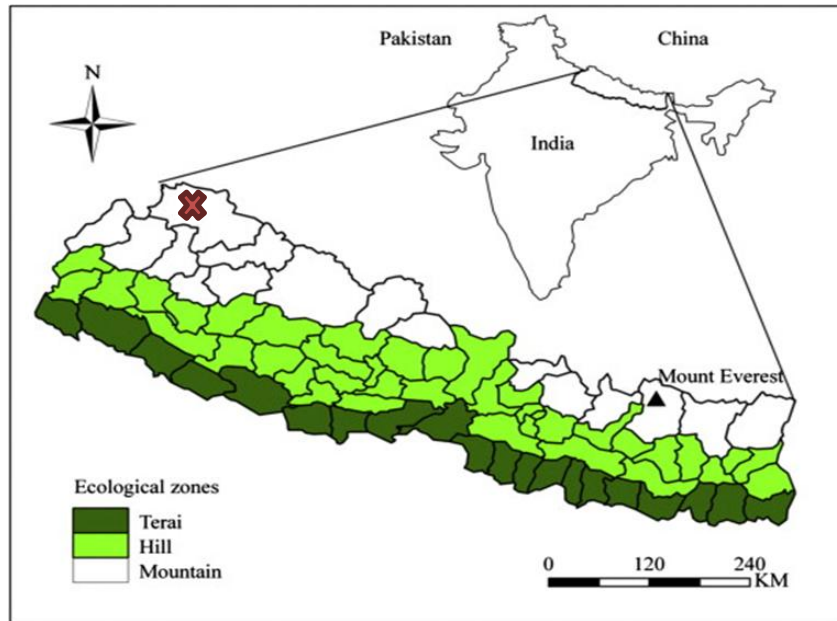 Pakistan
China
N
India
Mount Everest
Ecological zones
Terai
Hill
Mountain
0 120 240
KM